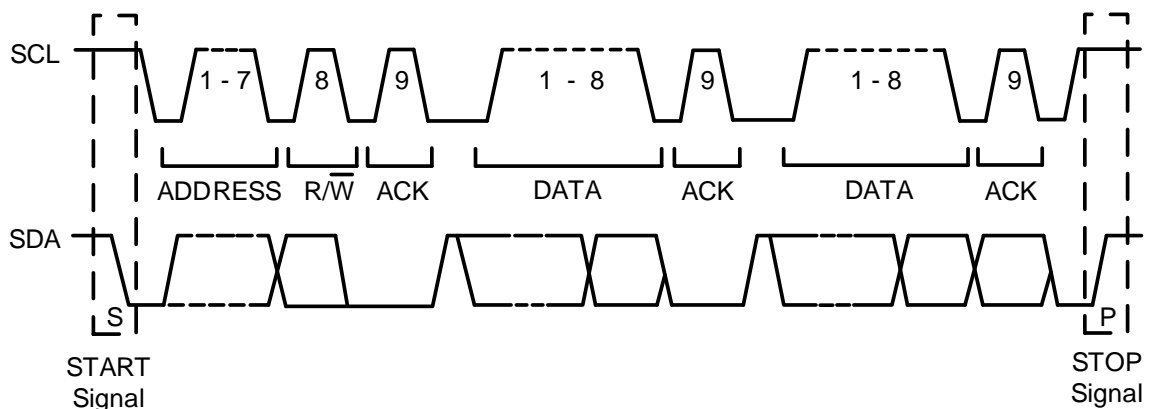 SCL 1 - 7 8 9 1 - 8 9 1 - 8 9
ADDRESS R/W̅ ACK DATA ACK DATA ACK
SDA
S P
START STOP
Signal Signal